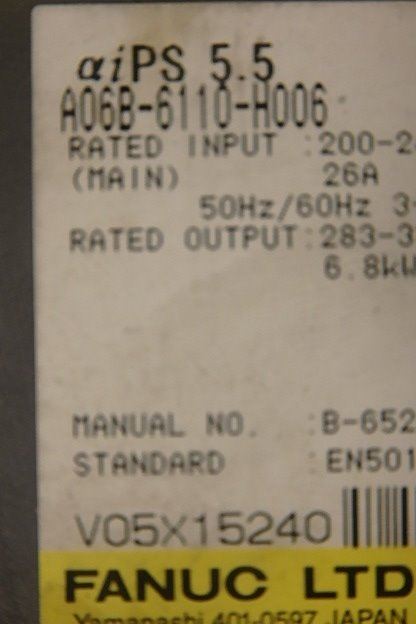 αiPS 5.5
A06B-6110-H006
RATED INPUT :200-2
(MAIN) 26A
50Hz/60Hz 3
RATED OUTPUT:283-3
6.8kW
MANUAL NO. :B-652
STANDARD :EN501
V05X15240
FANUC LTD
Yamanashi 401-0597 JAPAN